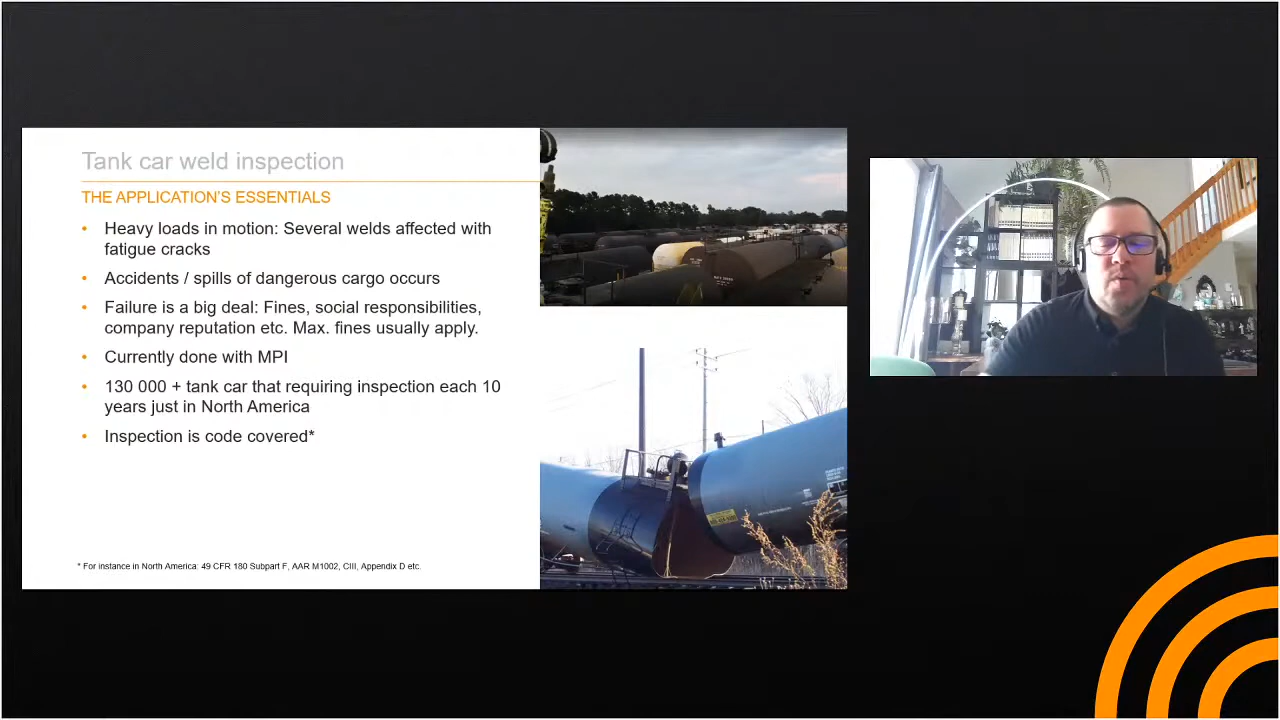 Tank car weld inspection
THE APPLICATION'S ESSENTIALS
• Heavy loads in motion: Several welds affected with
fatigue cracks
• Accidents / spills of dangerous cargo occurs
• Failure is a big deal: Fines, social responsibilities,
company reputation etc. Max. fines usually apply.
• Currently done with MPI
• 130 000 + tank car that requiring inspection each 10
years just in North America
• Inspection is code covered*
* For instance in North America: 49 CFR 180 Subpart F, AAR M1002, CIII, Appendix D etc.